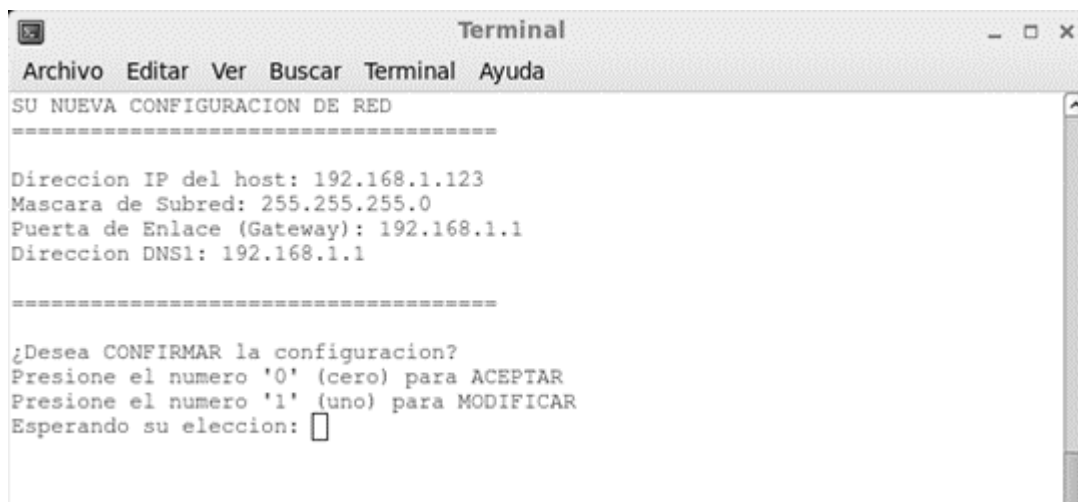 Terminal
Archivo Editar Ver Buscar Terminal Ayuda
SU NUEVA CONFIGURACION DE RED
=====================================
Direccion IP del host: 192.168.1.123
Mascara de Subred: 255.255.255.0
Puerta de Enlace (Gateway): 192.168.1.1
Direccion DNS1: 192.168.1.1
=====================================
¿Desea CONFIRMAR la configuracion?
Presione el numero '0' (cero) para ACEPTAR
Presione el numero '1' (uno) para MODIFICAR
Esperando su eleccion: